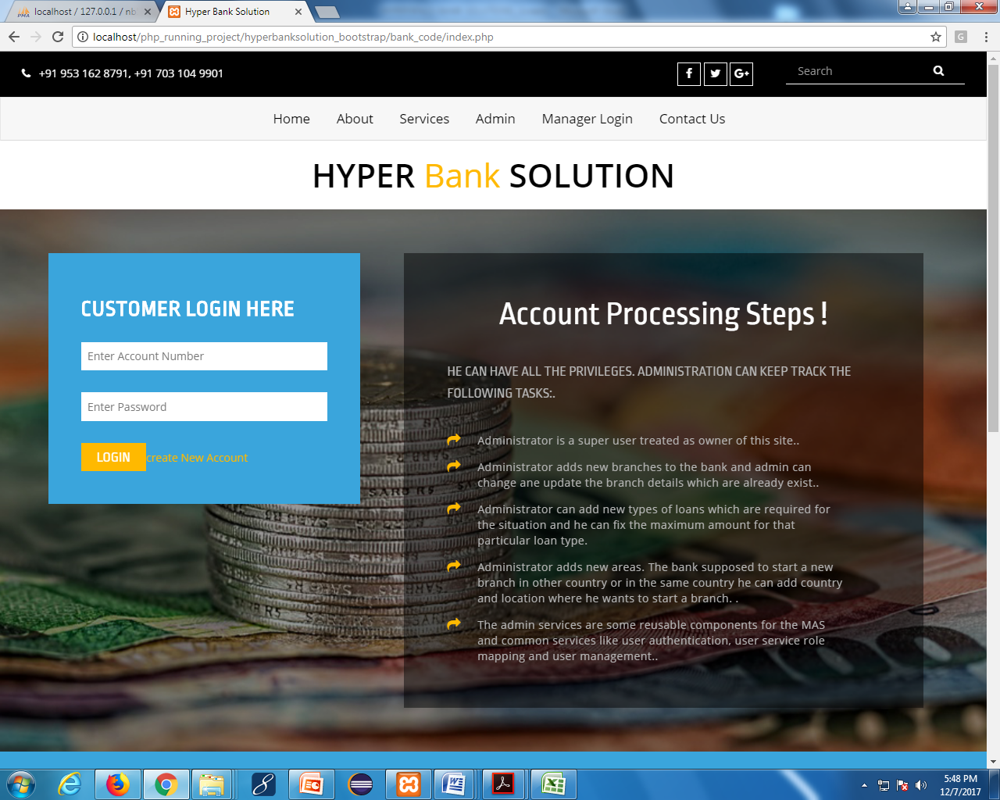 localhost / 127.0.0.1 / nb
Hyper Bank Solution
localhost/php_running_project/hyperbanksolution_bootstrap/bank_code/index.php
+91 953 162 8791, +91 703 104 9901
Search
Home About Services Admin Manager Login Contact Us
HYPER Bank SOLUTION
CUSTOMER LOGIN HERE
Enter Account Number
Enter Password
LOGIN create New Account
Account Processing Steps !
HE CAN HAVE ALL THE PRIVILEGES. ADMINISTRATION CAN KEEP TRACK THE
FOLLOWING TASKS:.
Administrator is a super user treated as owner of this site..
Administrator adds new branches to the bank and admin can
change ane update the branch details which are already exist..
Administrator can add new types of loans which are required for
the situation and he can fix the maximum amount for that
particular loan type.
Administrator adds new areas. The bank supposed to start a new
branch in other country or in the same country he can add country
and location where he wants to start a branch. .
The admin services are some reusable components for the MAS
and common services like user authentication, user service role
mapping and user management..
5:48 PM
12/7/2017